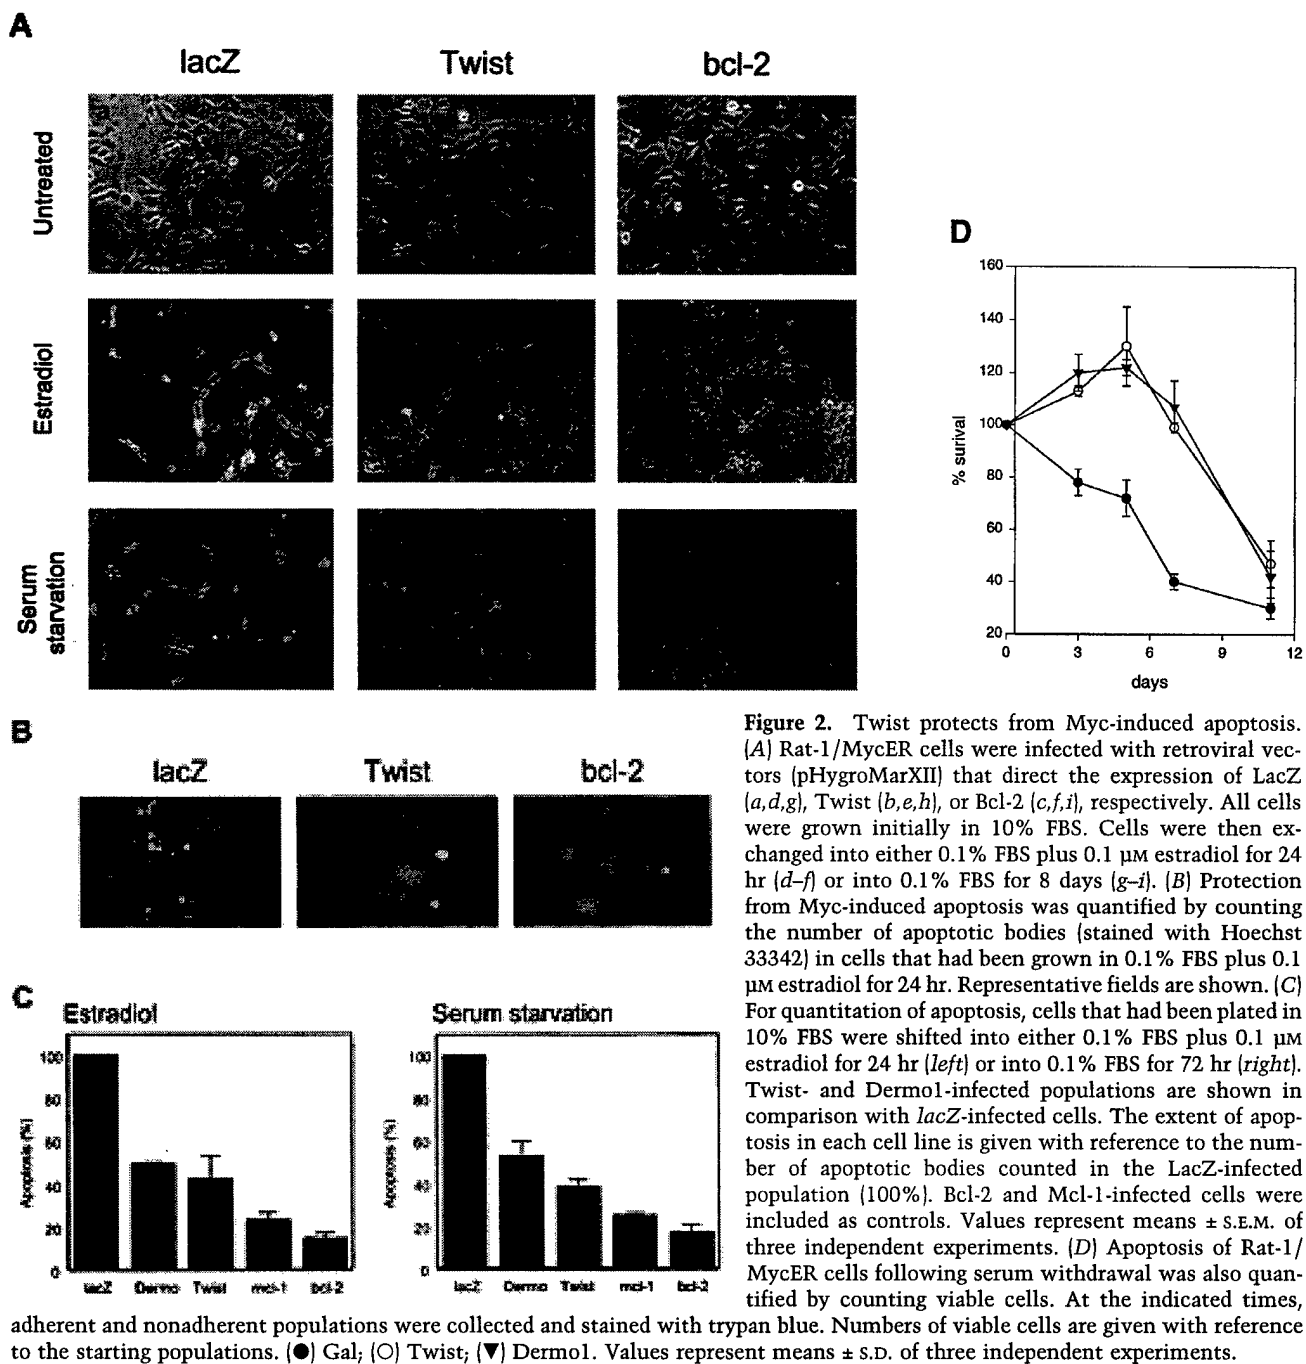 A
lacZ Twist bcl-2
Untreated
Estradiol
Serum
starvation
D
160
140
120
100
80
60
40
20
% surival
0 3 6 9 12
days
B
lacZ Twist bcl-2
C
Estradiol
100
80
60
40
20
0
Apoptosis (%)
lacZ Dermo Twist mcl-1 bcl-2
Serum starvation
100
80
60
40
20
0
Apoptosis (%)
lacZ Dermo Twist mcl-1 bcl-2
Figure 2. Twist protects from Myc-induced apoptosis.
(A) Rat-1/MycER cells were infected with retroviral vec-
tors (pHygroMarXII) that direct the expression of LacZ
(a,d,g), Twist (b,e,h), or Bcl-2 (c,f,i), respectively. All cells
were grown initially in 10% FBS. Cells were then ex-
changed into either 0.1% FBS plus 0.1 μM estradiol for 24
hr (d–f) or into 0.1% FBS for 8 days (g–i). (B) Protection
from Myc-induced apoptosis was quantified by counting
the number of apoptotic bodies (stained with Hoechst
33342) in cells that had been grown in 0.1% FBS plus 0.1
μM estradiol for 24 hr. Representative fields are shown. (C)
For quantitation of apoptosis, cells that had been plated in
10% FBS were shifted into either 0.1% FBS plus 0.1 μM
estradiol for 24 hr (left) or into 0.1% FBS for 72 hr (right).
Twist- and Dermo1-infected populations are shown in
comparison with lacZ-infected cells. The extent of apop-
tosis in each cell line is given with reference to the num-
ber of apoptotic bodies counted in the LacZ-infected
population (100%). Bcl-2 and Mcl-1-infected cells were
included as controls. Values represent means ± S.E.M. of
three independent experiments. (D) Apoptosis of Rat-1/
MycER cells following serum withdrawal was also quan-
tified by counting viable cells. At the indicated times,
adherent and nonadherent populations were collected and stained with trypan blue. Numbers of viable cells are given with reference
to the starting populations. (●) Gal; (○) Twist; (▼) Dermo1. Values represent means ± S.D. of three independent experiments.